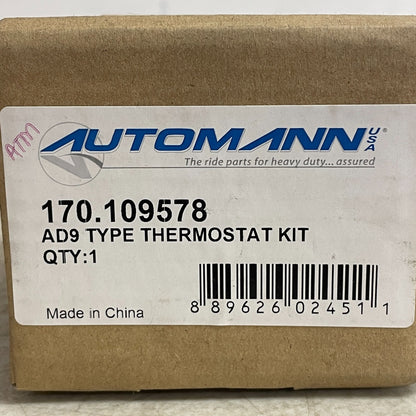 ATM
AUTOMANN USA
The ride parts for heavy duty... assured
170.109578
AD9 TYPE THERMOSTAT KIT
QTY:1
Made in China
8 89626 02451 1